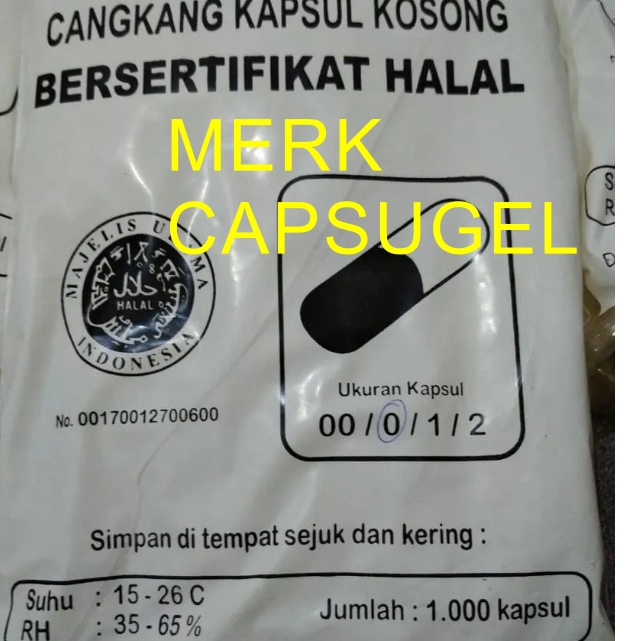 CANGKANG KAPSUL KOSONG
BERSERTIFIKAT HALAL
MERK
CAPSUGEL
MAJELIS ULAMA
حلال
HALAL
INDONESIA
No. 00170012700600
Ukuran Kapsul
00 / 0 / 1 / 2
Simpan di tempat sejuk dan kering :
Suhu : 15 - 26 C
RH : 35 - 65 %
Jumlah : 1.000 kapsul